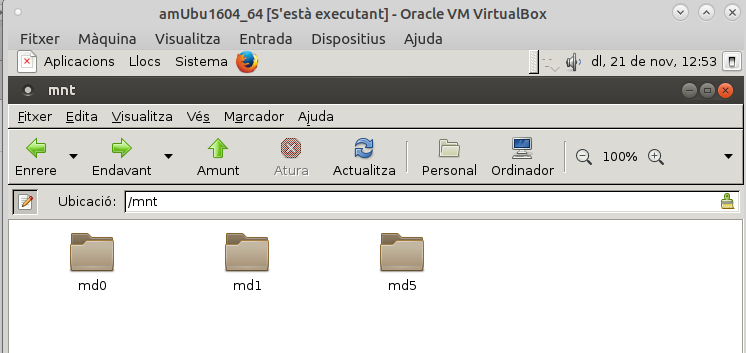 amUbu1604_64 [S'està executant] - Oracle VM VirtualBox
Fitxer Màquina Visualitza Entrada Dispositius Ajuda
Aplicacions Llocs Sistema dl, 21 de nov, 12:53
mnt
Fitxer Edita Visualitza Vés Marcador Ajuda
Enrere Endavant Amunt Atura Actualitza Personal Ordinador 100%
Ubicació: /mnt
md0 md1 md5